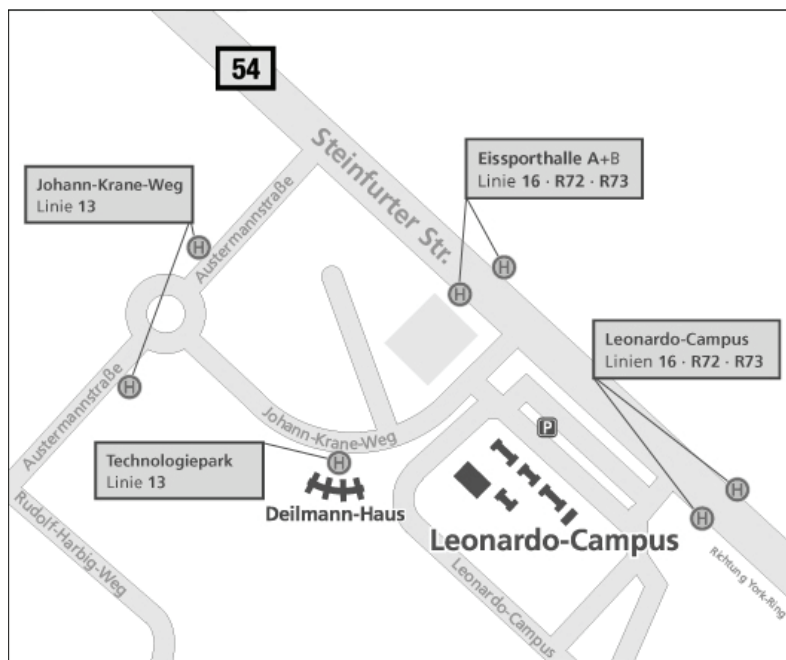 54
Steinfurter Str.
Eissporthalle A+B
Linie 16 · R72 · R73
Johann-Krane-Weg
Linie 13
Austermannstraße
H
H
H
Leonardo-Campus
Linien 16 · R72 · R73
H
Austermannstraße
Johann-Krane-Weg
P
Technologiepark
Linie 13
H
Deilmann-Haus
H
H
Rudolf-Harbig-Weg
Leonardo-Campus
Richtung York-Ring
Leonardo-Campus